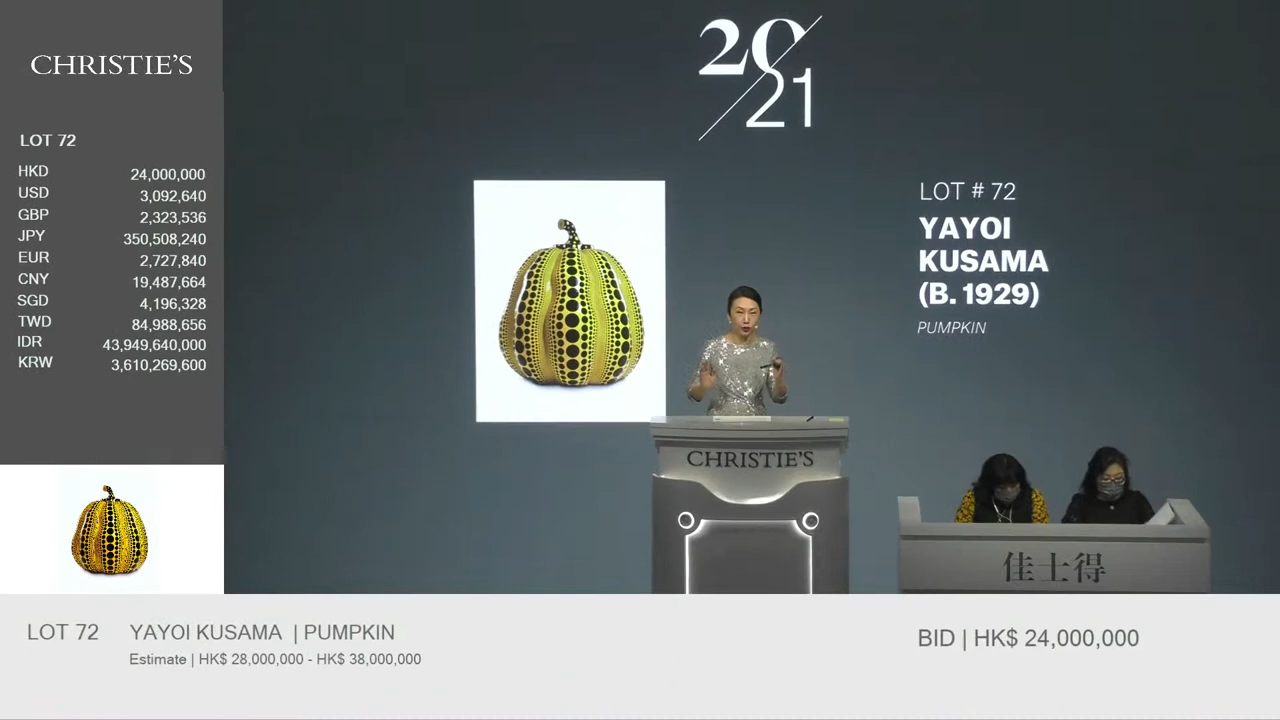 CHRISTIE'S
LOT 72
HKD 24,000,000
USD 3,092,640
GBP 2,323,536
JPY 350,508,240
EUR 2,727,840
CNY 19,487,664
SGD 4,196,328
TWD 84,988,656
IDR 43,949,640,000
KRW 3,610,269,600
20/21
LOT # 72
YAYOI
KUSAMA
(B. 1929)
PUMPKIN
CHRISTIE'S
佳士得
LOT 72 YAYOI KUSAMA | PUMPKIN
Estimate | HK$ 28,000,000 - HK$ 38,000,000
BID | HK$ 24,000,000